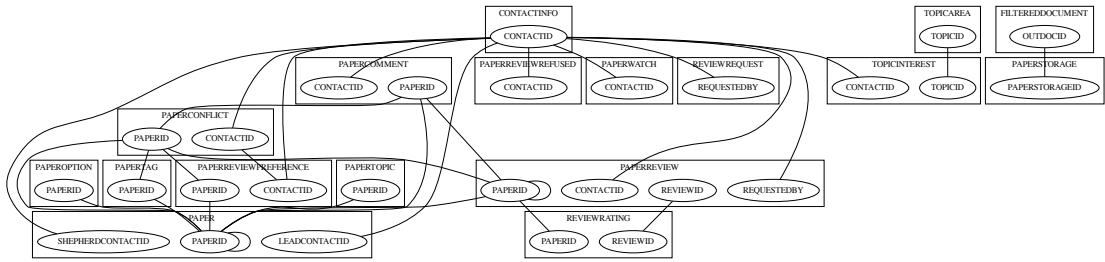 CONTACTINFO
CONTACTID
TOPICAREA
TOPICID
FILTEREDDOCUMENT
OUTDOCID
PAPERCOMMENT
CONTACTID PAPERID
PAPERREVIEWREFUSED
CONTACTID
PAPERWATCH
CONTACTID
REVIEWREQUEST
REQUESTEDBY
TOPICINTEREST
CONTACTID TOPICID
PAPERSTORAGE
PAPERSTORAGEID
PAPERCONFLICT
PAPERID CONTACTID
PAPEROPTION
PAPERID
PAPERTAG
PAPERID
PAPERREVIEWPREFERENCE
PAPERID CONTACTID
PAPERTOPIC
PAPERID
PAPERREVIEW
PAPERID CONTACTID REVIEWID REQUESTEDBY
PAPER
SHEPHERDCONTACTID PAPERID LEADCONTACTID
REVIEWRATING
PAPERID REVIEWID